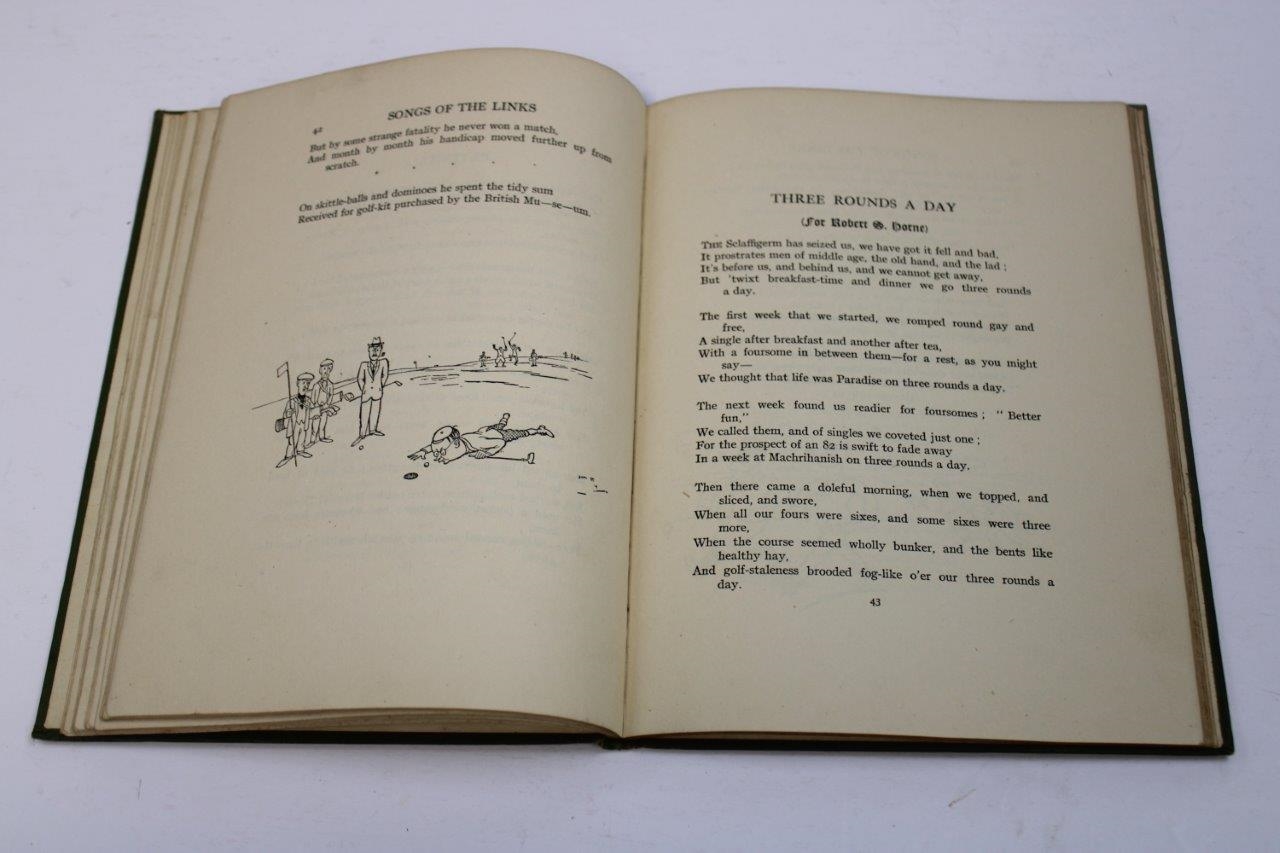 42
SONGS OF THE LINKS
But by some strange fatality he never won a match,
And month by month his handicap moved further up from
scratch.
On skittle-balls and dominoes he spent the tidy sum
Received for golf-kit purchased by the British Mu—se—um.
THREE ROUNDS A DAY
(For Robert S. Horne)
THE Sclaffigerm has seized us, we have got it fell and bad,
It prostrates men of middle age, the old hand, and the lad ;
It's before us, and behind us, and we cannot get away,
But 'twixt breakfast-time and dinner we go three rounds
a day.
The first week that we started, we romped round gay and
free,
A single after breakfast and another after tea,
With a foursome in between them—for a rest, as you might
say—
We thought that life was Paradise on three rounds a day.
The next week found us readier for foursomes ; " Better
fun,"
We called them, and of singles we coveted just one ;
For the prospect of an 82 is swift to fade away
In a week at Machrihanish on three rounds a day.
Then there came a doleful morning, when we topped, and
sliced, and swore,
When all our fours were sixes, and some sixes were three
more,
When the course seemed wholly bunker, and the bents like
healthy hay,
And golf-staleness brooded fog-like o'er our three rounds a
day.
43